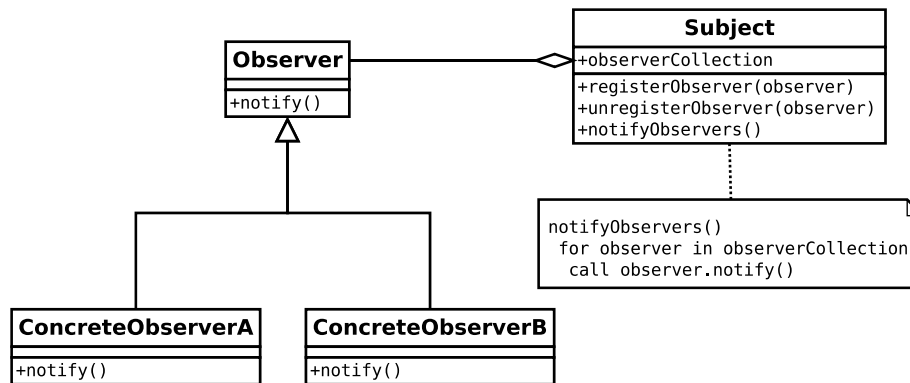 Subject
+observerCollection
+registerObserver(observer)
+unregisterObserver(observer)
+notifyObservers()
Observer
+notify()
notifyObservers()
for observer in observerCollection
call observer.notify()
ConcreteObserverA
+notify()
ConcreteObserverB
+notify()